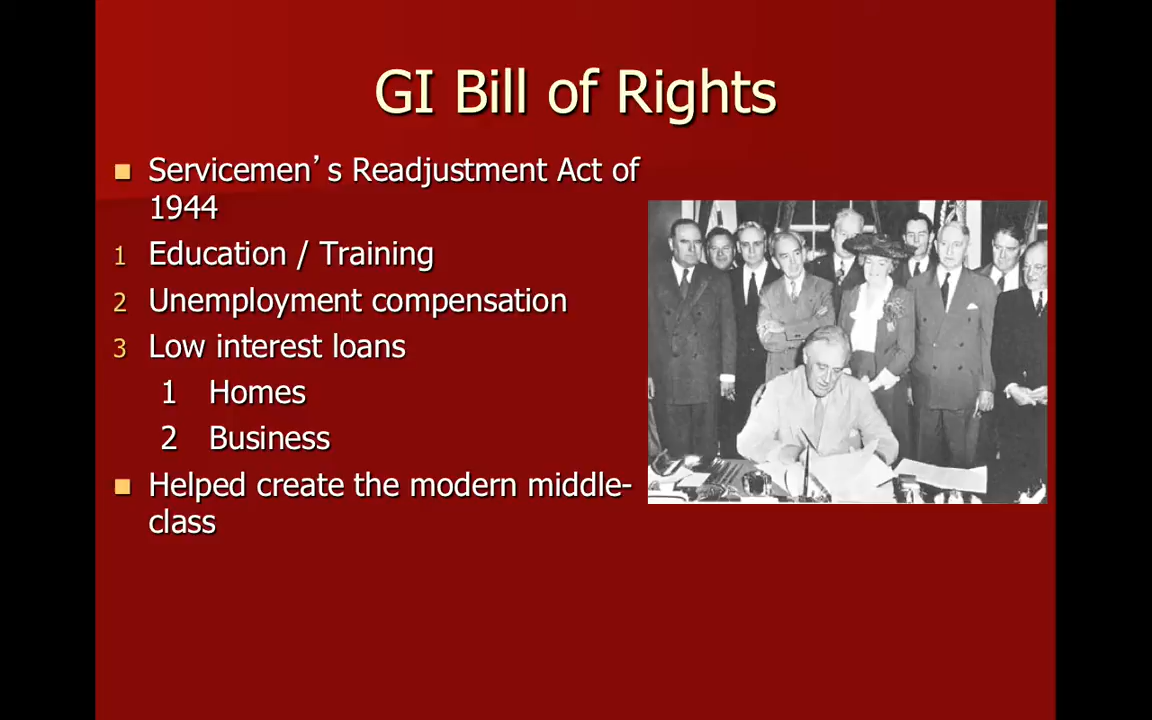 GI Bill of Rights
■ Servicemen’s Readjustment Act of
1944
1 Education / Training
2 Unemployment compensation
3 Low interest loans
1 Homes
2 Business
■ Helped create the modern middle-
class